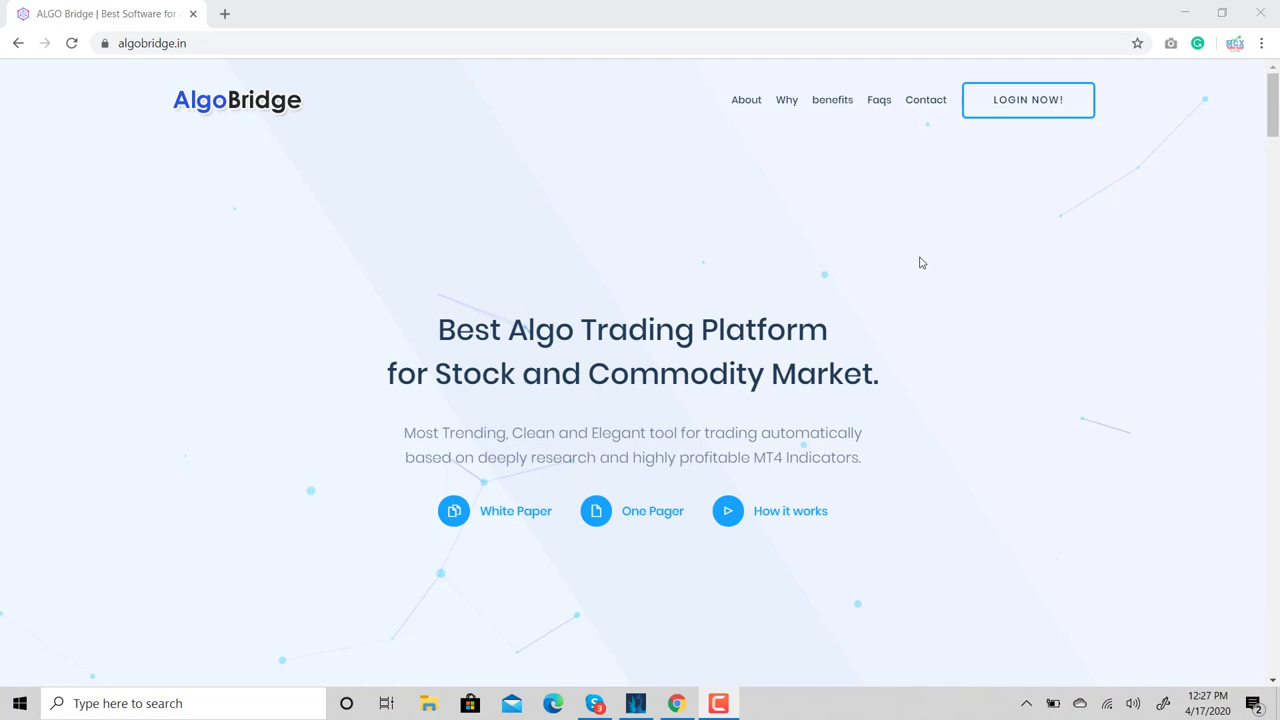 ALGO Bridge | Best Software for
algobridge.in
MCX
AlgoBridge
About Why benefits Faqs Contact LOGIN NOW!
Best Algo Trading Platform
for Stock and Commodity Market.
Most Trending, Clean and Elegant tool for trading automatically
based on deeply research and highly profitable MT4 Indicators.
White Paper One Pager How it works
Type here to search
3
12:27 PM
4/17/2020
2